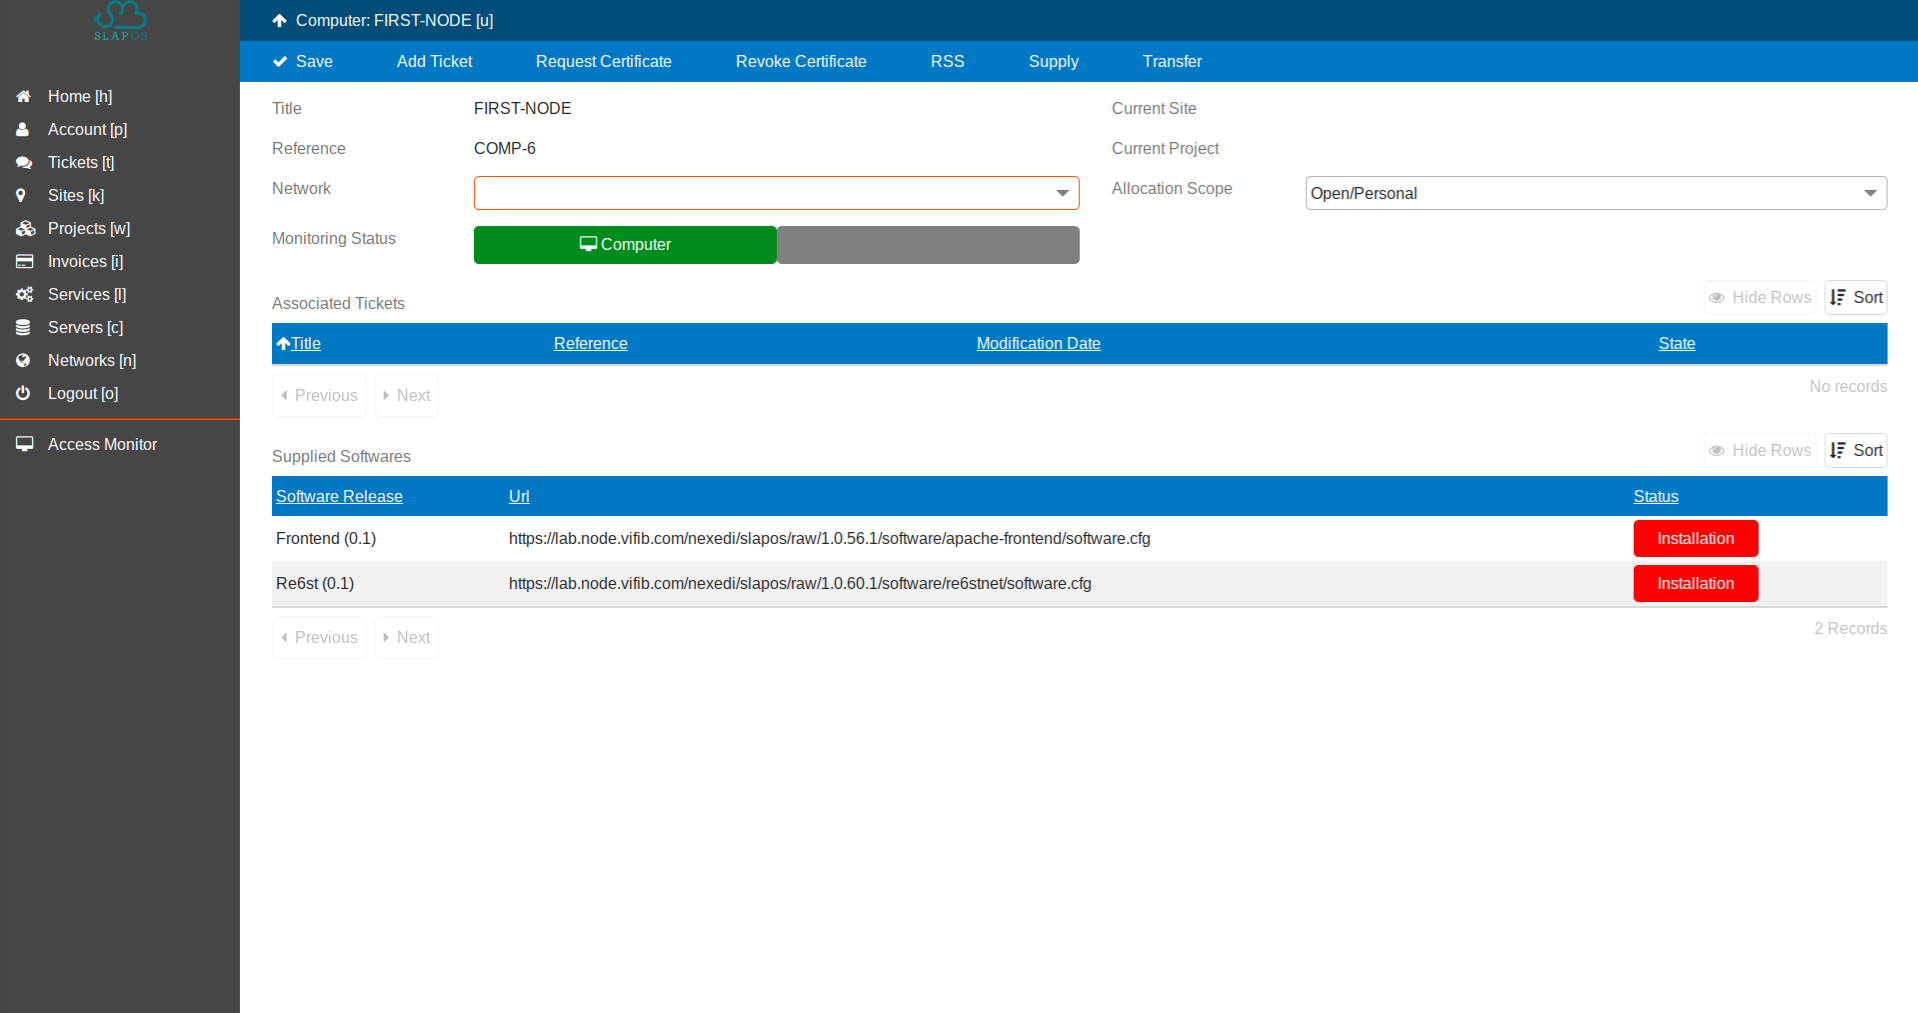 SLAPOS
Home [h]
Account [p]
Tickets [t]
Sites [k]
Projects [w]
Invoices [i]
Services [l]
Servers [c]
Networks [n]
Logout [o]
Access Monitor
Computer: FIRST-NODE [u]
Save Add Ticket Request Certificate Revoke Certificate RSS Supply Transfer
Title FIRST-NODE Current Site
Reference COMP-6 Current Project
Network Allocation Scope Open/Personal
Monitoring Status Computer
Associated Tickets Hide Rows Sort
Title Reference Modification Date State
Previous Next No records
Supplied Softwares Hide Rows Sort
Software Release Url Status
Frontend (0.1) https://lab.node.vifib.com/nexedi/slapos/raw/1.0.56.1/software/apache-frontend/software.cfg Installation
Re6st (0.1) https://lab.node.vifib.com/nexedi/slapos/raw/1.0.60.1/software/re6stnet/software.cfg Installation
Previous Next 2 Records